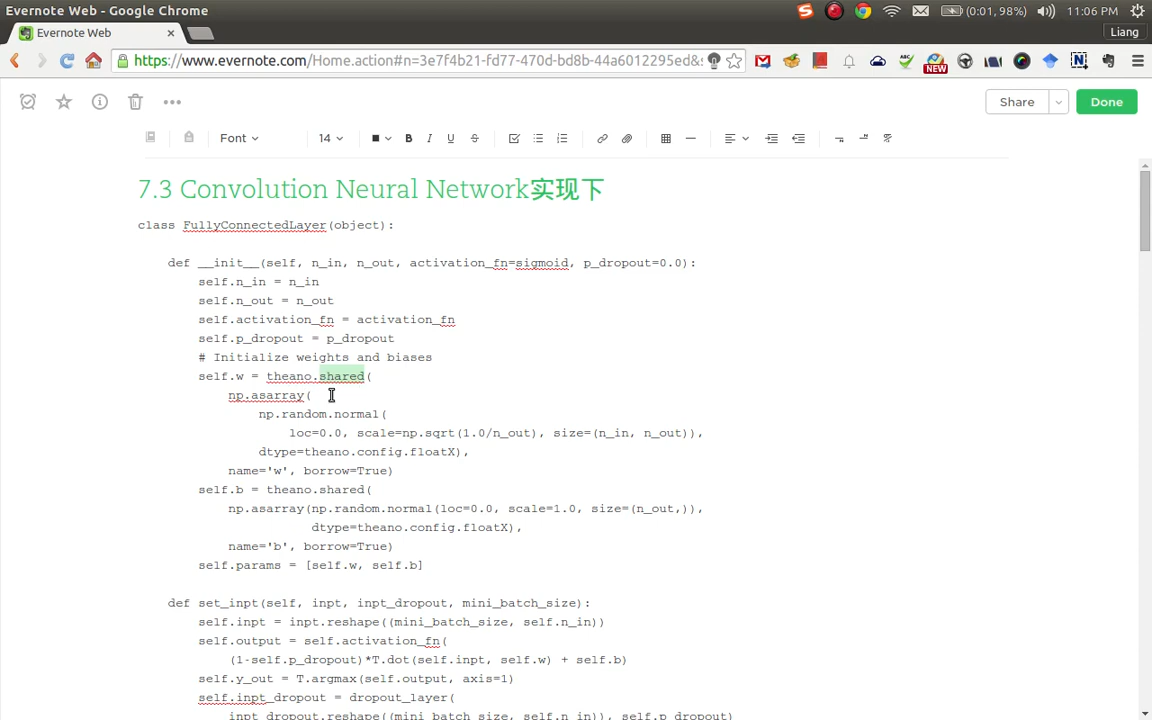 Evernote Web - Google Chrome
(0:01, 98%)
11:06 PM
Evernote Web
Liang
https://www.evernote.com/Home.action#n=3e7f4b21-fd77-470d-bd8b-44a6012295ed&s
NEW
Share
Done
Font
14
B
I
U
S
7.3 Convolution Neural Network实现下
class FullyConnectedLayer(object):
def __init__(self, n_in, n_out, activation_fn=sigmoid, p_dropout=0.0):
self.n_in = n_in
self.n_out = n_out
self.activation_fn = activation_fn
self.p_dropout = p_dropout
# Initialize weights and biases
self.w = theano.shared(
np.asarray(
np.random.normal(
loc=0.0, scale=np.sqrt(1.0/n_out), size=(n_in, n_out)),
dtype=theano.config.floatX),
name='w', borrow=True)
self.b = theano.shared(
np.asarray(np.random.normal(loc=0.0, scale=1.0, size=(n_out,)),
dtype=theano.config.floatX),
name='b', borrow=True)
self.params = [self.w, self.b]
def set_inpt(self, inpt, inpt_dropout, mini_batch_size):
self.inpt = inpt.reshape((mini_batch_size, self.n_in))
self.output = self.activation_fn(
(1-self.p_dropout)*T.dot(self.inpt, self.w) + self.b)
self.y_out = T.argmax(self.output, axis=1)
self.inpt_dropout = dropout_layer(
inpt_dropout.reshape((mini_batch_size, self.n_in)), self.p_dropout)